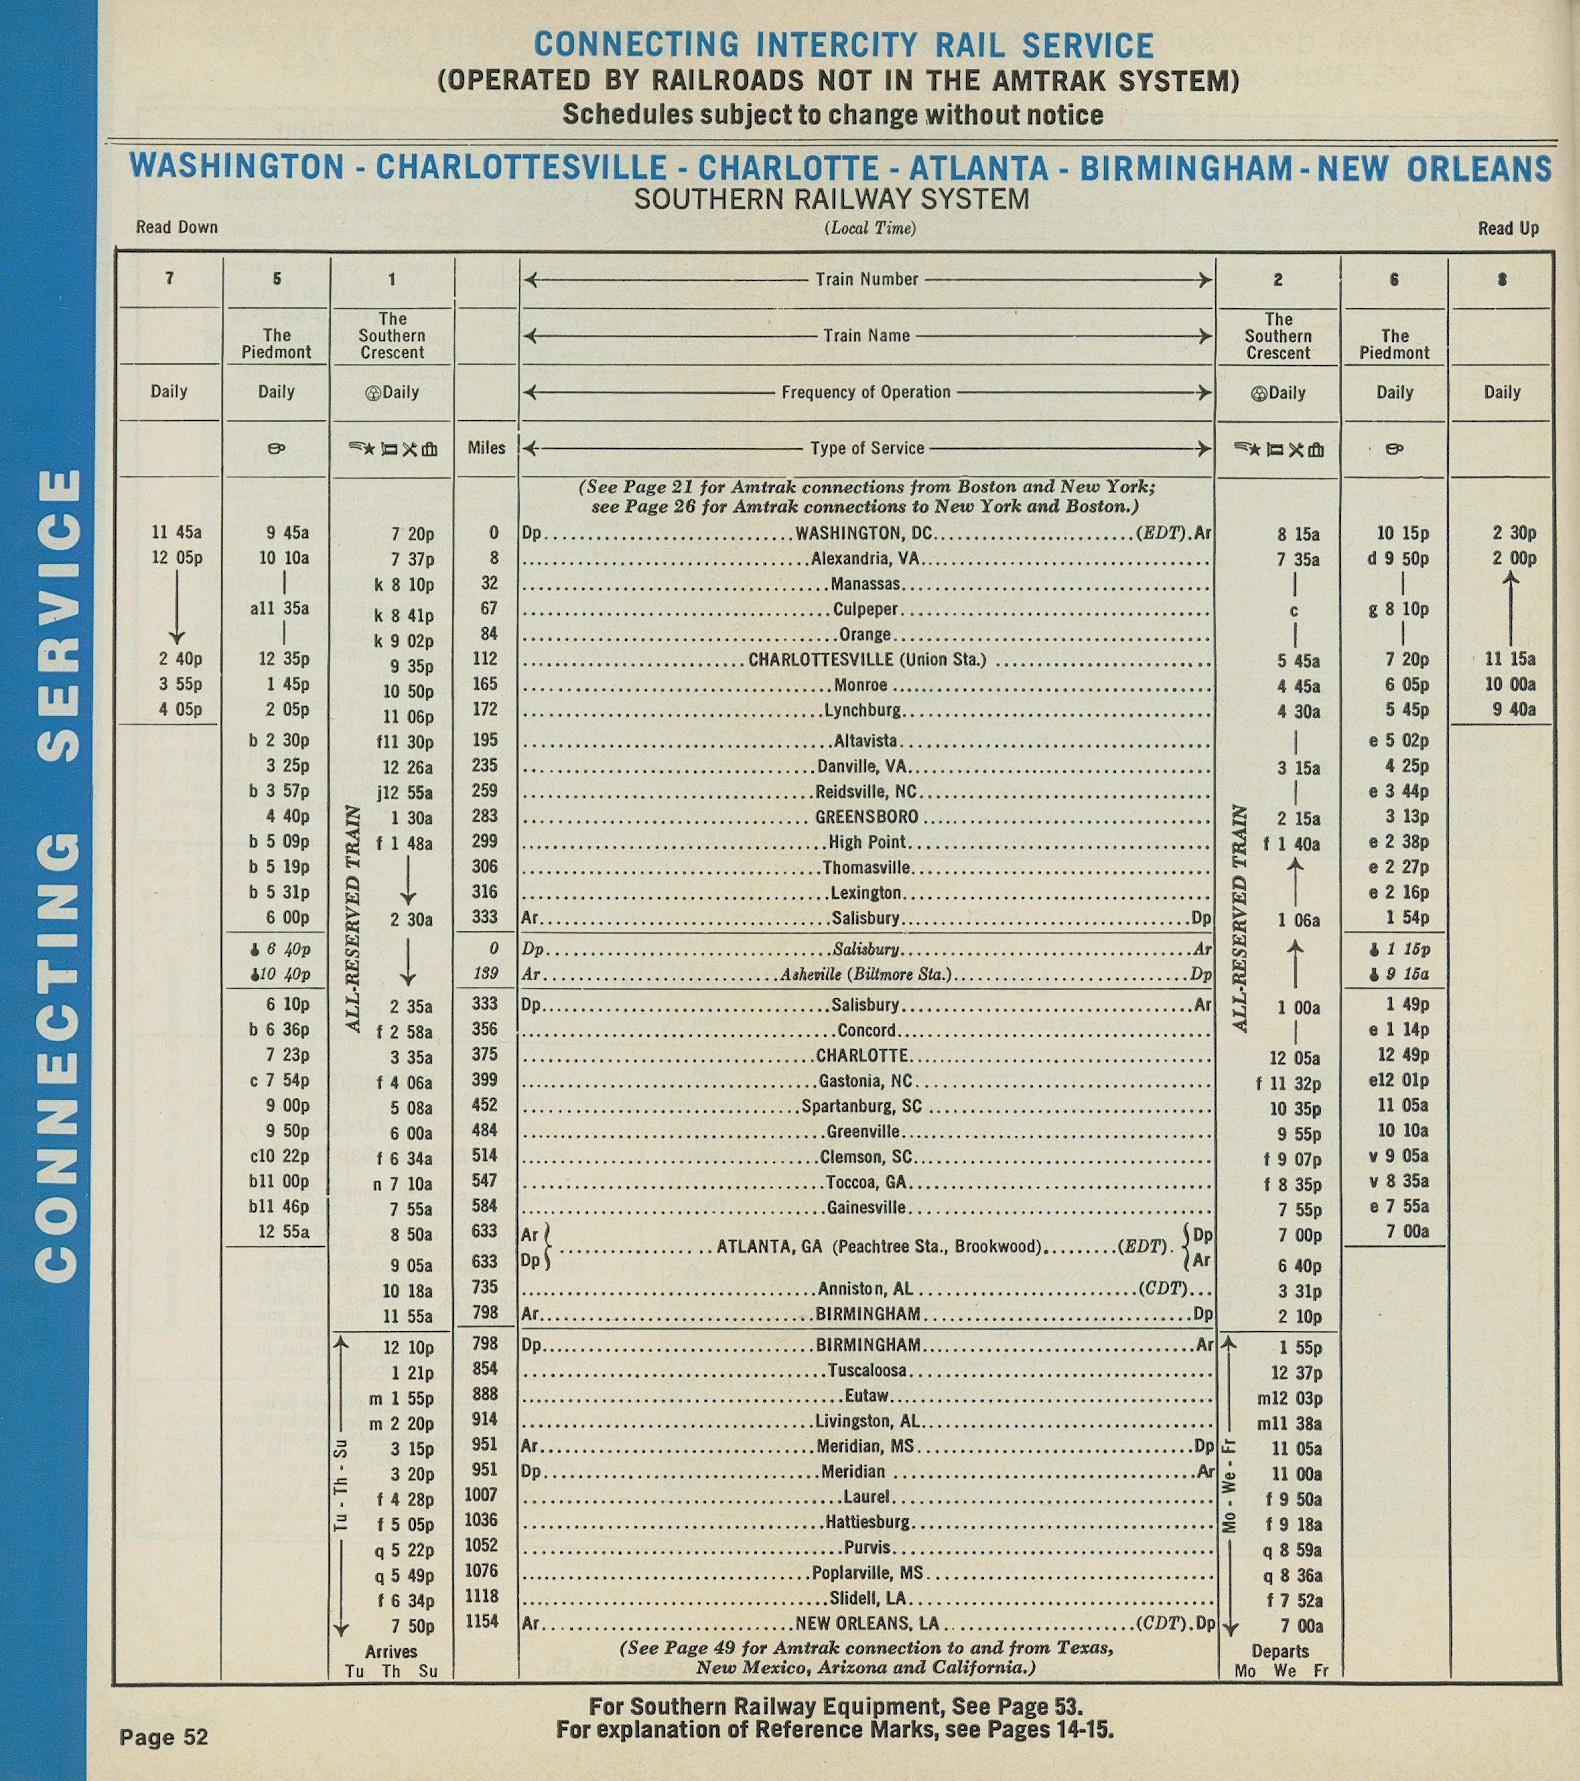 CONNECTING SERVICE
CONNECTING INTERCITY RAIL SERVICE
(OPERATED BY RAILROADS NOT IN THE AMTRAK SYSTEM)
Schedules subject to change without notice
WASHINGTON - CHARLOTTESVILLE - CHARLOTTE - ATLANTA - BIRMINGHAM - NEW ORLEANS
SOUTHERN RAILWAY SYSTEM
Read Down (Local Time) Read Up
7 5 1 Train Number 2 6 8
The Piedmont The Southern Crescent Train Name The Southern Crescent The Piedmont
Daily Daily Daily Frequency of Operation Daily Daily Daily
Miles Type of Service
(See Page 21 for Amtrak connections from Boston and New York;
see Page 26 for Amtrak connections to New York and Boston.)
11 45a 9 45a 7 20p 0 Dp WASHINGTON, DC (EDT) Ar 8 15a 10 15p 2 30p
12 05p 10 10a 7 37p 8 Alexandria, VA 7 35a d 9 50p 2 00p
k 8 10p 32 Manassas
a11 35a k 8 41p 67 Culpeper c g 8 10p
k 9 02p 84 Orange
2 40p 12 35p 9 35p 112 CHARLOTTESVILLE (Union Sta.) 5 45a 7 20p 11 15a
3 55p 1 45p 10 50p 165 Monroe 4 45a 6 05p 10 00a
4 05p 2 05p 11 06p 172 Lynchburg 4 30a 5 45p 9 40a
b 2 30p f11 30p 195 Altavista e 5 02p
3 25p 12 26a 235 Danville, VA 3 15a 4 25p
b 3 57p j12 55a 259 Reidsville, NC e 3 44p
4 40p 1 30a 283 GREENSBORO 2 15a 3 13p
b 5 09p f 1 48a 299 High Point f 1 40a e 2 38p
b 5 19p 306 Thomasville e 2 27p
b 5 31p 316 Lexington e 2 16p
6 00p 2 30a 333 Ar Salisbury Dp 1 06a 1 54p
6 40p 0 Dp Salisbury Ar 1 15p
10 40p 139 Ar Asheville (Biltmore Sta.) Dp 9 15a
ALL-RESERVED TRAIN ALL-RESERVED TRAIN
6 10p 2 35a 333 Dp Salisbury Ar 1 00a 1 49p
b 6 36p f 2 58a 356 Concord e 1 14p
7 23p 3 35a 375 CHARLOTTE 12 05a 12 49p
c 7 54p f 4 06a 399 Gastonia, NC f 11 32p e12 01p
9 00p 5 08a 452 Spartanburg, SC 10 35p 11 05a
9 50p 6 00a 484 Greenville 9 55p 10 10a
c10 22p f 6 34a 514 Clemson, SC f 9 07p v 9 05a
b11 00p n 7 10a 547 Toccoa, GA f 8 35p v 8 35a
b11 46p 7 55a 584 Gainesville 7 55p e 7 55a
12 55a 8 50a 633 Ar ATLANTA, GA (Peachtree Sta., Brookwood) (EDT) Dp 7 00p 7 00a
9 05a 633 Dp Ar 6 40p
10 18a 735 Anniston, AL (CDT) 3 31p
11 55a 798 Ar BIRMINGHAM Dp 2 10p
12 10p 798 Dp BIRMINGHAM Ar 1 55p
1 21p 854 Tuscaloosa 12 37p
m 1 55p 888 Eutaw m12 03p
m 2 20p 914 Livingston, AL m11 38a
3 15p 951 Ar Meridian, MS Dp 11 05a
3 20p 951 Dp Meridian Ar 11 00a
f 4 28p 1007 Laurel f 9 50a
f 5 05p 1036 Hattiesburg f 9 18a
q 5 22p 1052 Purvis q 8 59a
q 5 49p 1076 Poplarville, MS q 8 36a
f 6 34p 1118 Slidell, LA f 7 52a
7 50p 1154 Ar NEW ORLEANS, LA (CDT) Dp 7 00a
Tu - Th - Su Mo - We - Fr
Arrives (See Page 49 for Amtrak connection to and from Texas, Departs
Tu Th Su New Mexico, Arizona and California.) Mo We Fr
For Southern Railway Equipment, See Page 53.
For explanation of Reference Marks, see Pages 14-15.
Page 52